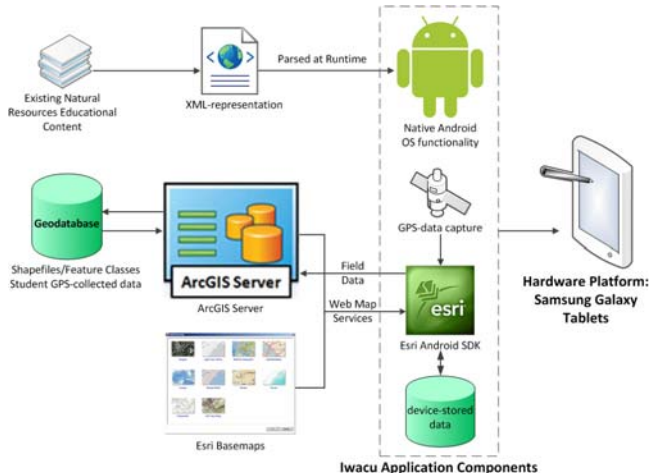 Parsed at Runtime
Existing Natural
Resources Educational
Content
XML-representation
Native Android
OS functionality
Geodatabase
Shapefiles/Feature Classes
Student GPS-collected data
ArcGIS Server
ArcGIS Server
GPS-data capture
Field
Data
Web Map
Services
esri
Esri Android SDK
Hardware Platform:
Samsung Galaxy
Tablets
Esri Basemaps
device-stored
data
Iwacu Application Components